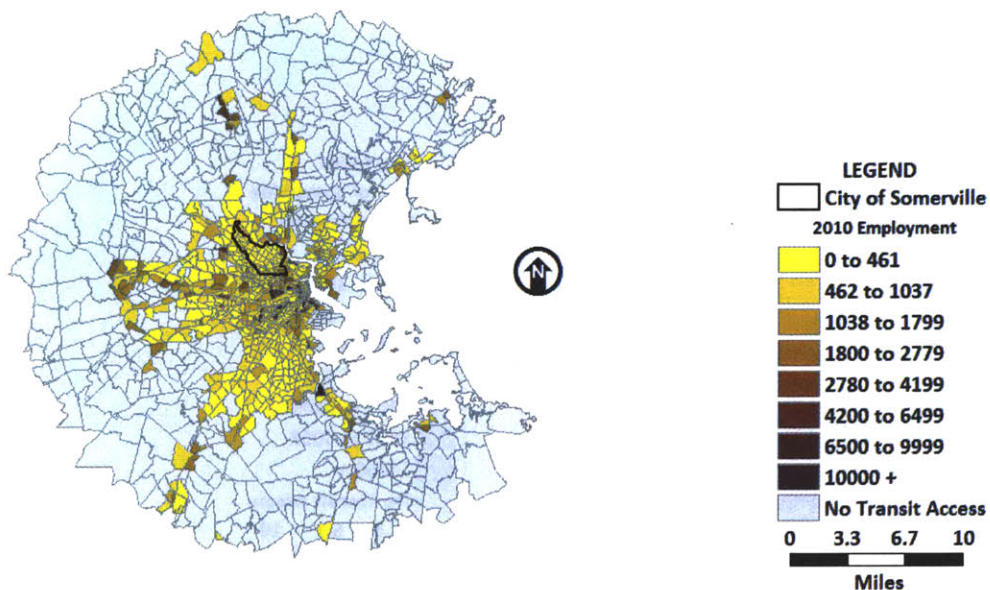 LEGEND
City of Somerville
2010 Employment
0 to 461
462 to 1037
1038 to 1799
1800 to 2779
2780 to 4199
4200 to 6499
6500 to 9999
10000 +
No Transit Access
0 3.3 6.7 10
Miles
N